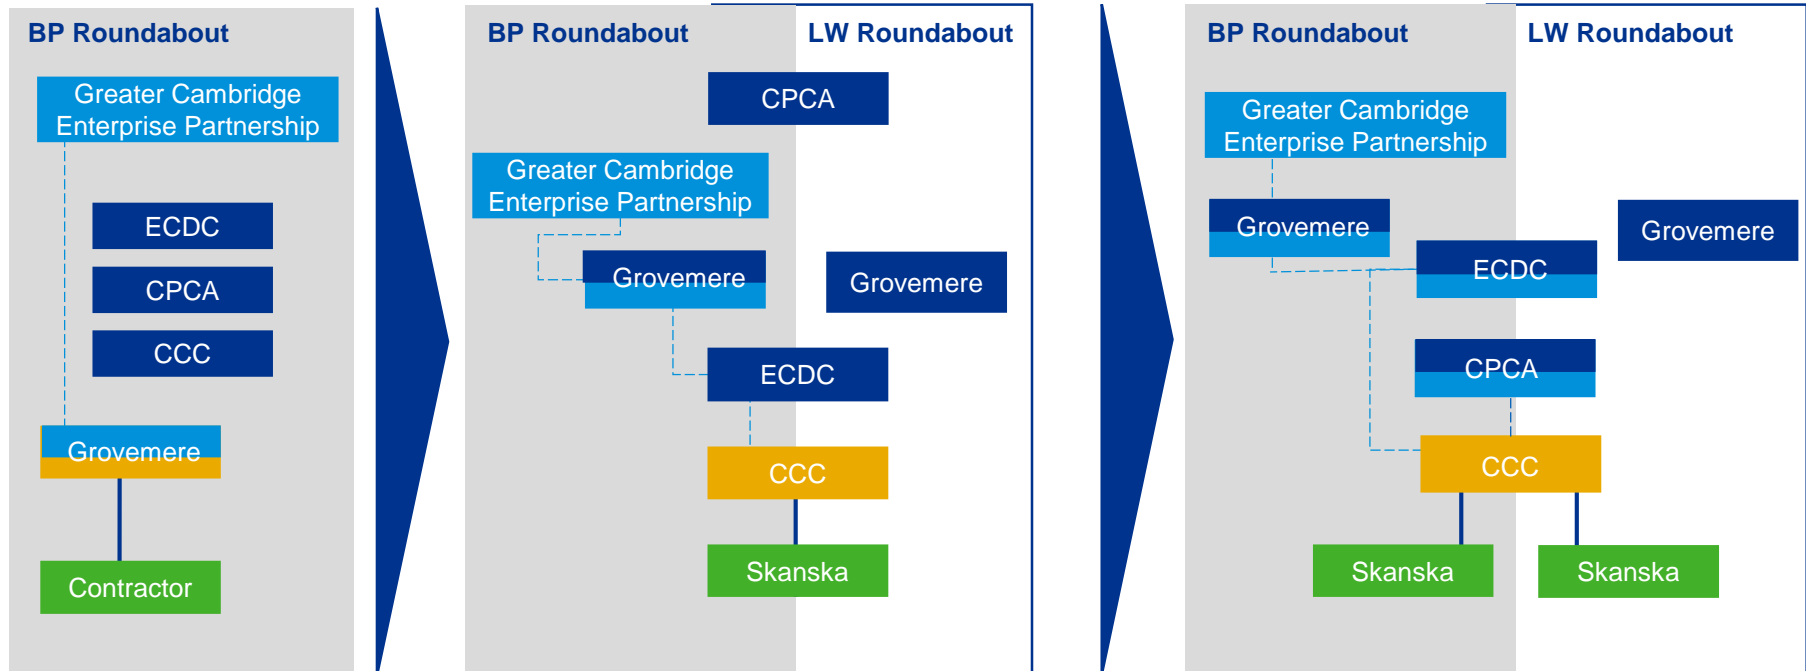 BP Roundabout
Greater Cambridge
Enterprise Partnership
ECDC
CPCA
CCC
Grovemere
Contractor
BP Roundabout
LW Roundabout
CPCA
Greater Cambridge
Enterprise Partnership
Grovemere
Grovemere
ECDC
CCC
Skanska
BP Roundabout
LW Roundabout
Greater Cambridge
Enterprise Partnership
Grovemere
Grovemere
ECDC
CPCA
CCC
Skanska
Skanska